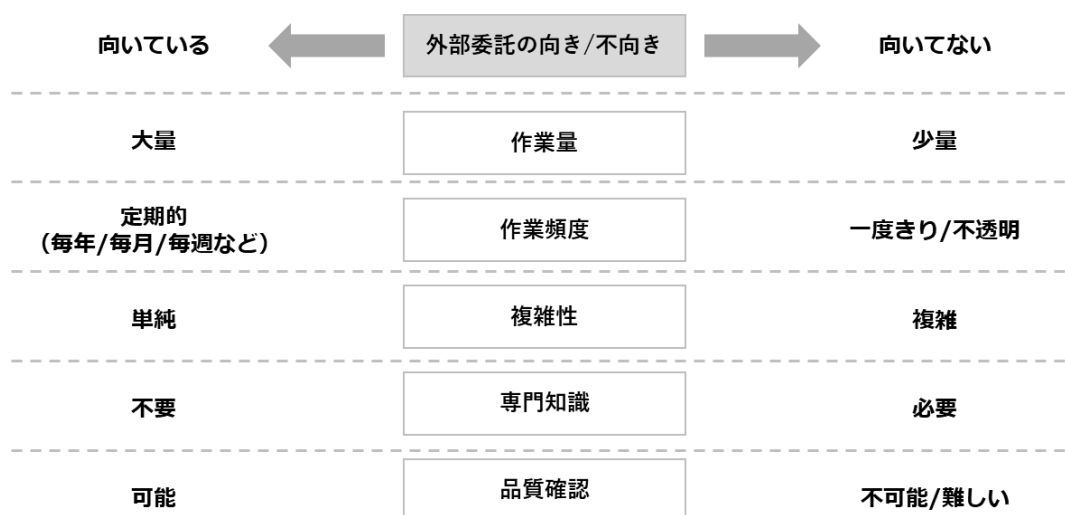 向いている
外部委託の向き/不向き
向いてない
大量
作業量
少量
定期的
（毎年/毎月/毎週など）
作業頻度
一度きり/不透明
単純
複雑性
複雑
不要
専門知識
必要
可能
品質確認
不可能/難しい